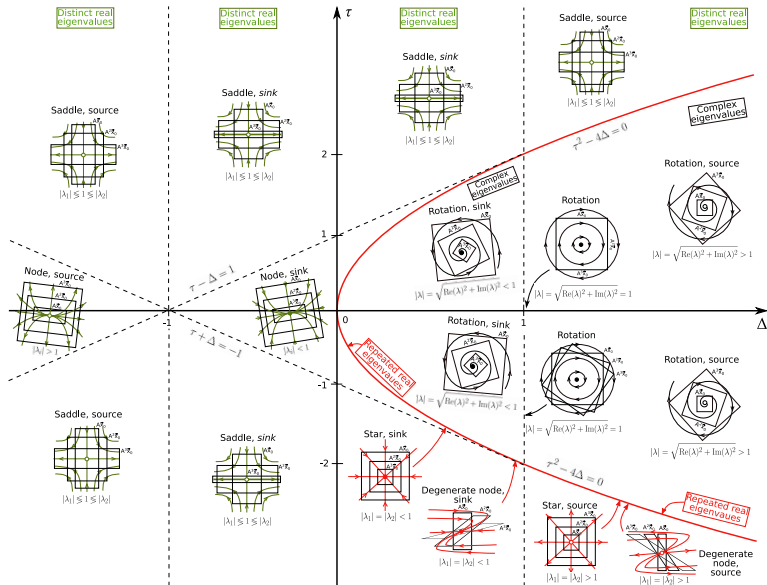 Distinct real
eigenvalues
Distinct real
eigenvalues
τ
Distinct real
eigenvalues
Saddle, source
Distinct real
eigenvalues
Saddle, sink
Saddle, sink
Saddle, source
|λ₁| ≶ 1 ≶ |λ₂|
|λ₁| ≶ 1 ≶ |λ₂|
|λ₁| ≶ 1 ≶ |λ₂|
|λ₁| ≶ 1 ≶ |λ₂|
Complex
eigenvalues
τ² − 4Δ = 0
2
Complex
eigenvalues
Rotation, source
|λ| = √Re(λ)² + Im(λ)² > 1
Rotation, sink
|λ| = √Re(λ)² + Im(λ)² < 1
Rotation
|λ| = √Re(λ)² + Im(λ)² = 1
1
Node, source
|λ₁| > 1
τ − Δ = 1
Node, sink
|λ₁| < 1
-1
0
0
1
Δ
τ + Δ = −1
Rotation, sink
|λ| = √Re(λ)² + Im(λ)² < 1
Rotation
|λ| = √Re(λ)² + Im(λ)² = 1
Rotation, source
|λ| = √Re(λ)² + Im(λ)² > 1
Repeated real
eigenvaues
-1
Saddle, source
|λ₁| ≶ 1 ≶ |λ₂|
Saddle, sink
|λ₁| ≶ 1 ≶ |λ₂|
-2
Star, sink
|λ₁| = |λ₂| < 1
Degenerate node,
sink
|λ₁| = |λ₂| < 1
τ² − 4Δ = 0
Star, source
|λ₁| = |λ₂| > 1
Repeated real
eigenvaues
|λ₁| = |λ₂| > 1
Degenerate
node,
source